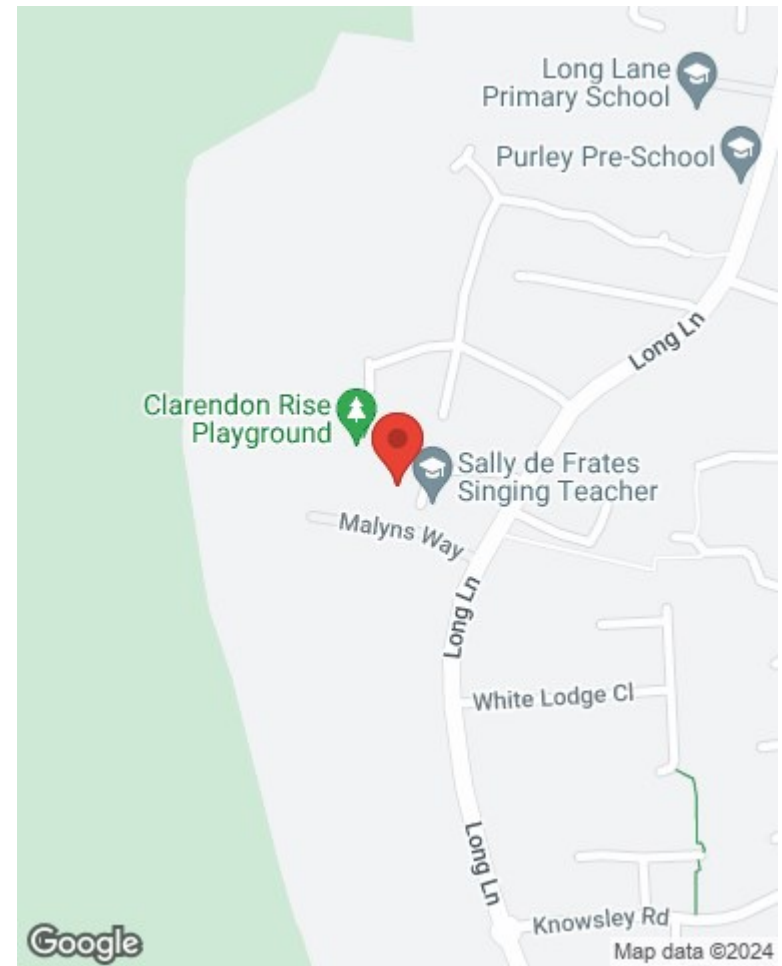 Long Lane
Primary School
Purley Pre-School
Long Ln
Clarendon Rise
Playground
Sally de Frates
Singing Teacher
Malyns Way
Long Ln
White Lodge Cl
Long Ln
Knowsley Rd
Google
Map data ©2024